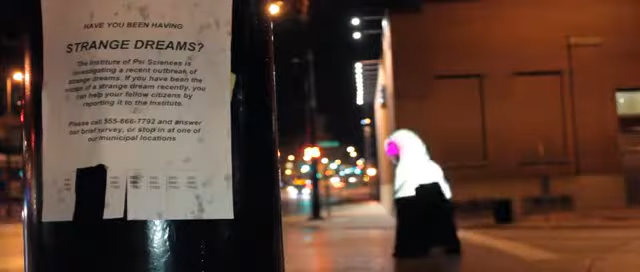 HAVE YOU BEEN HAVING
STRANGE DREAMS?
The Institute of Psi Sciences is
investigating a recent outbreak of
strange dreams. If you have been the
victim of a strange dream recently, you
can help your fellow citizens by
reporting it to the Institute.
Please call 555-666-7792 and answer
our brief survey, or stop in at one of
our municipal locations